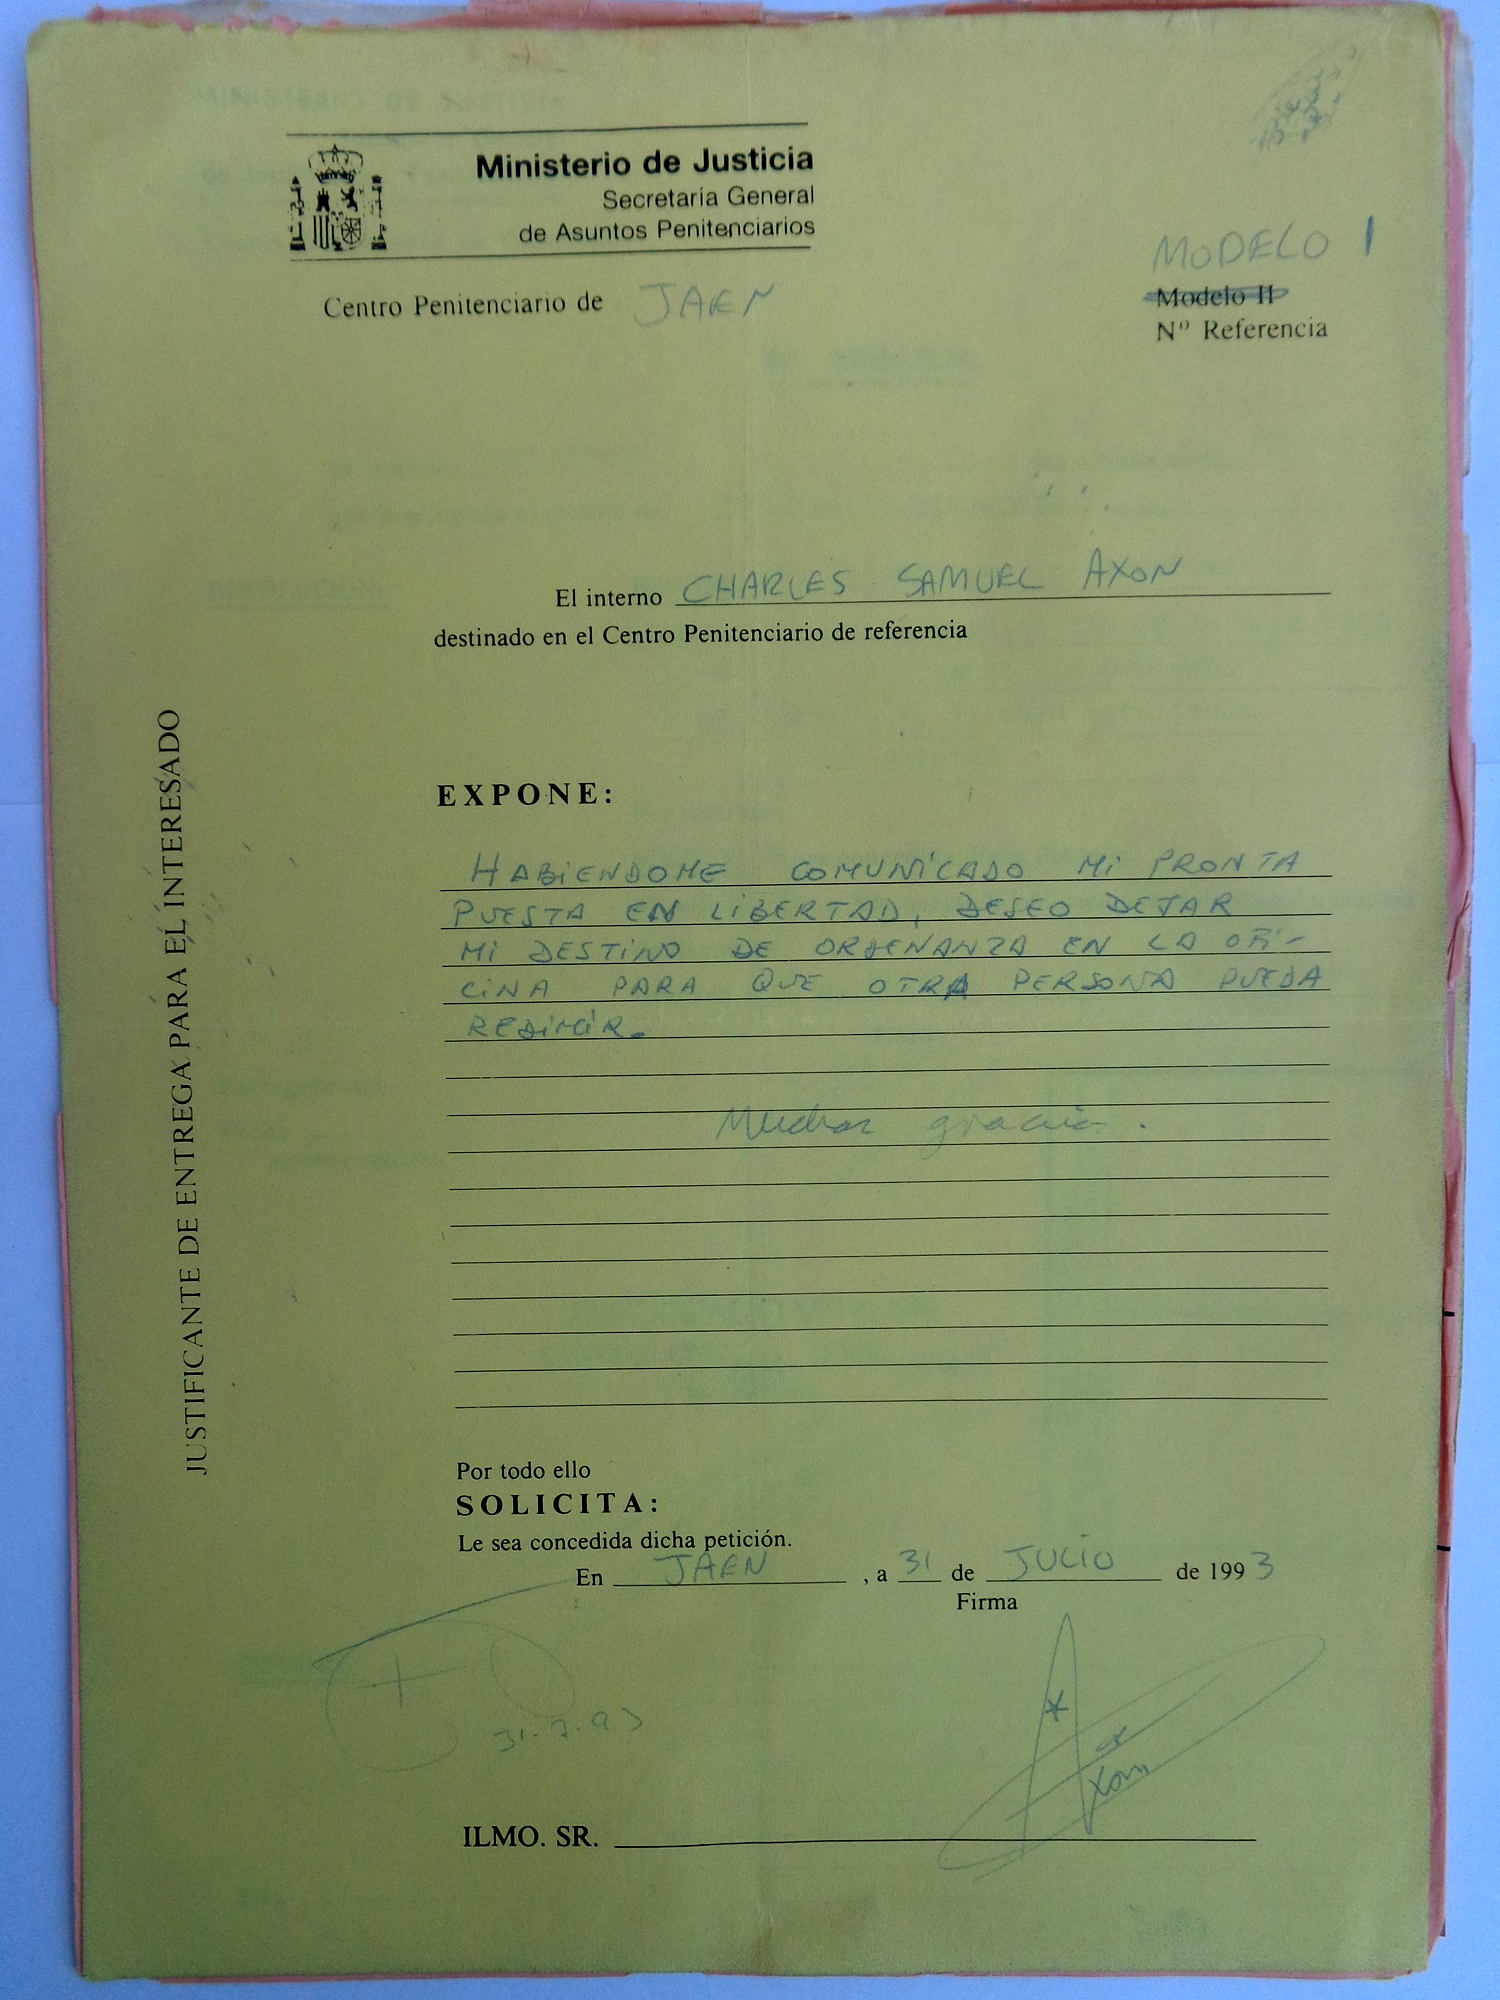 Ministerio de Justicia
Secretaría General
de Asuntos Penitenciarios
Centro Penitenciario de JAEN
MODELO 1
Modelo II
Nº Referencia
El interno CHARLES SAMUEL AXON
destinado en el Centro Penitenciario de referencia
JUSTIFICANTE DE ENTREGA PARA EL INTERESADO
EXPONE:
HABiENDOME COMUNiCADO Mi PRONTA
PUESTA EN LiBERTAD, DESEO DEJAR
Mi DESTiNO DE ORDENANZA EN LA OFi-
CiNA PARA QUE OTRA PERSONA PUEDA
REDiMiR.
Muchas gracias.
Por todo ello
SOLICITA:
Le sea concedida dicha petición.
En JAEN , a 31 de JULIO de 1993
Firma
31.7.93
Axon
ILMO. SR.